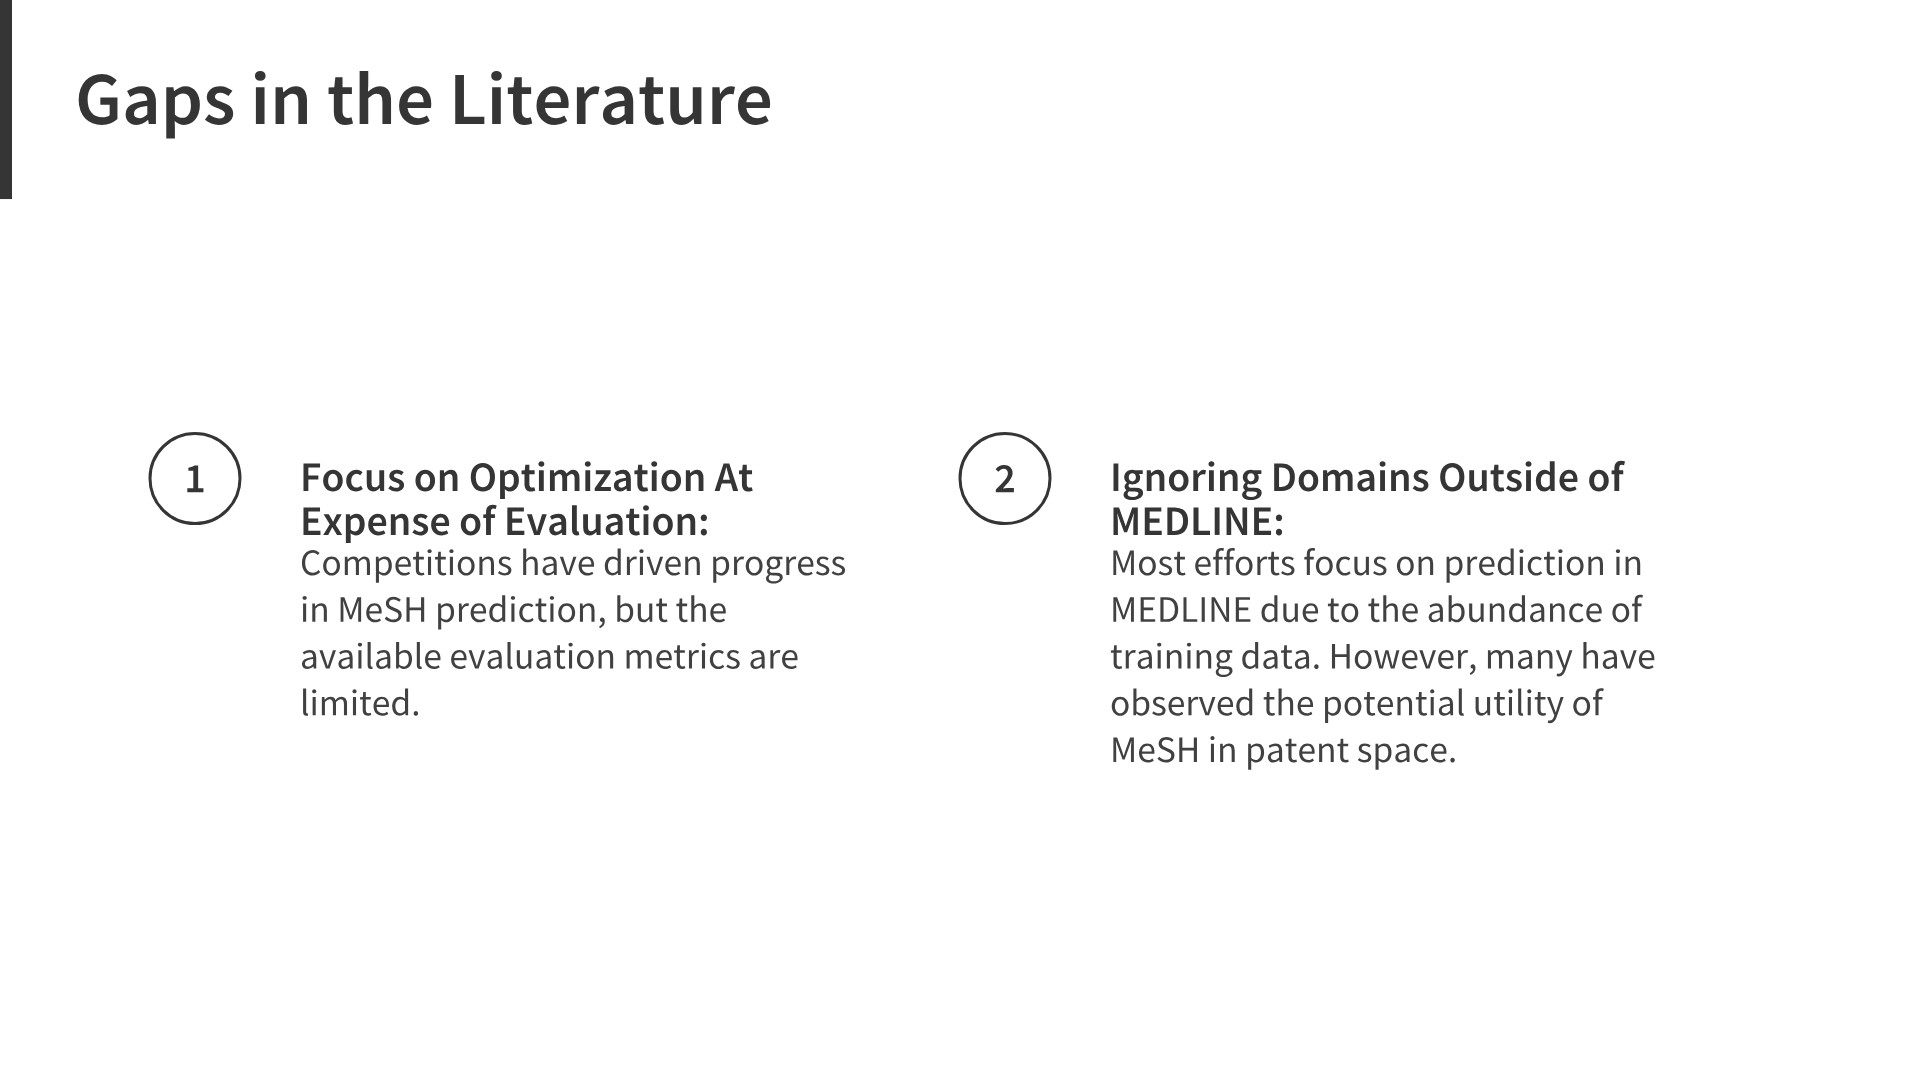 Gaps in the Literature
1
Focus on Optimization At
Expense of Evaluation:
Competitions have driven progress
in MeSH prediction, but the
available evaluation metrics are
limited.
2
Ignoring Domains Outside of
MEDLINE:
Most efforts focus on prediction in
MEDLINE due to the abundance of
training data. However, many have
observed the potential utility of
MeSH in patent space.